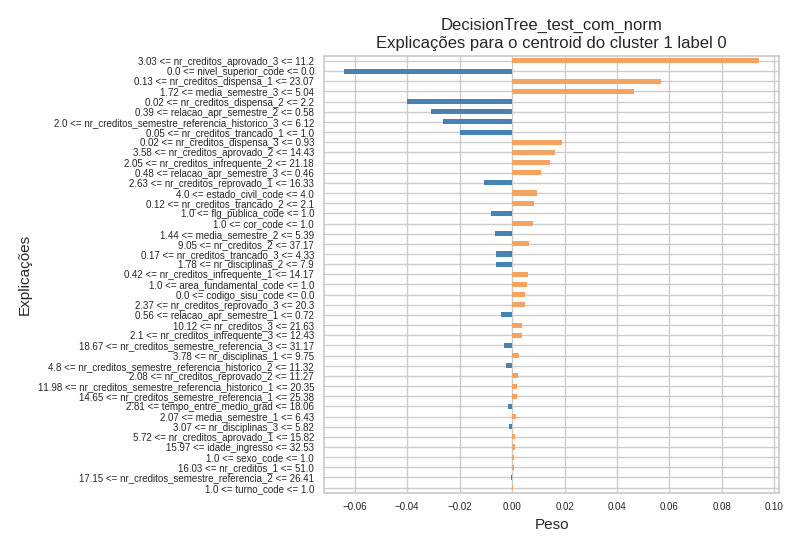 DecisionTree_test_com_norm
Explicações para o centroid do cluster 1 label 0
3.03 <= nr_creditos_aprovado_3 <= 11.2
0.0 <= nivel_superior_code <= 0.0
0.13 <= nr_creditos_dispensa_1 <= 23.07
1.72 <= media_semestre_3 <= 5.04
0.02 <= nr_creditos_dispensa_2 <= 2.2
0.39 <= relacao_apr_semestre_2 <= 0.58
2.0 <= nr_creditos_semestre_referencia_historico_3 <= 6.12
0.05 <= nr_creditos_trancado_1 <= 1.0
0.02 <= nr_creditos_dispensa_3 <= 0.93
3.58 <= nr_creditos_aprovado_2 <= 14.43
2.05 <= nr_creditos_infrequente_2 <= 21.18
0.48 <= relacao_apr_semestre_3 <= 0.46
2.63 <= nr_creditos_reprovado_1 <= 16.33
4.0 <= estado_civil_code <= 4.0
0.12 <= nr_creditos_trancado_2 <= 2.1
1.0 <= flg_publica_code <= 1.0
1.0 <= cor_code <= 1.0
1.44 <= media_semestre_2 <= 5.39
9.05 <= nr_creditos_2 <= 37.17
0.17 <= nr_creditos_trancado_3 <= 4.33
1.78 <= nr_disciplinas_2 <= 7.9
0.42 <= nr_creditos_infrequente_1 <= 14.17
1.0 <= area_fundamental_code <= 1.0
0.0 <= codigo_sisu_code <= 0.0
2.37 <= nr_creditos_reprovado_3 <= 20.3
0.56 <= relacao_apr_semestre_1 <= 0.72
10.12 <= nr_creditos_3 <= 21.63
2.1 <= nr_creditos_infrequente_3 <= 12.43
18.67 <= nr_creditos_semestre_referencia_3 <= 31.17
3.78 <= nr_disciplinas_1 <= 9.75
4.8 <= nr_creditos_semestre_referencia_historico_2 <= 11.32
2.08 <= nr_creditos_reprovado_2 <= 11.27
11.98 <= nr_creditos_semestre_referencia_historico_1 <= 20.35
14.65 <= nr_creditos_semestre_referencia_1 <= 25.38
2.81 <= tempo_entre_medio_grad <= 18.06
2.07 <= media_semestre_1 <= 6.43
3.07 <= nr_disciplinas_3 <= 5.82
5.72 <= nr_creditos_aprovado_1 <= 15.82
15.97 <= idade_ingresso <= 32.53
1.0 <= sexo_code <= 1.0
16.03 <= nr_creditos_1 <= 51.0
17.15 <= nr_creditos_semestre_referencia_2 <= 26.41
1.0 <= turno_code <= 1.0
Explicações
−0.06 −0.04 −0.02 0.00 0.02 0.04 0.06 0.08 0.10
Peso